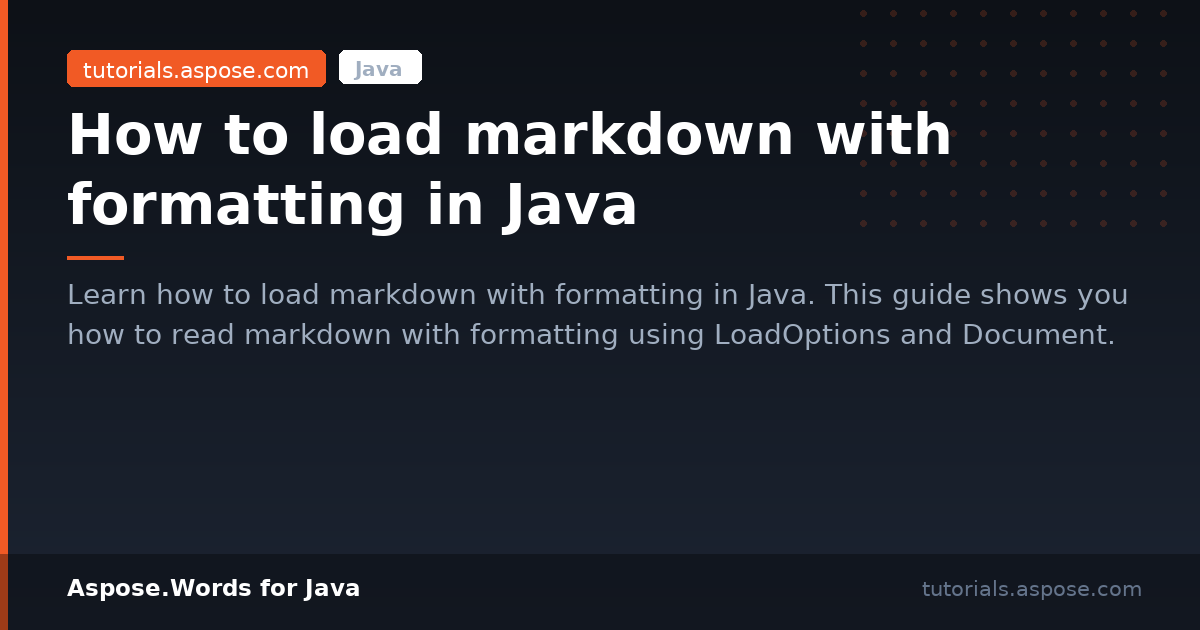 tutorials.aspose.com
Java
How to load markdown with
formatting in Java
Learn how to load markdown with formatting in Java. This guide shows you
how to read markdown with formatting using LoadOptions and Document.
Aspose.Words for Java
tutorials.aspose.com